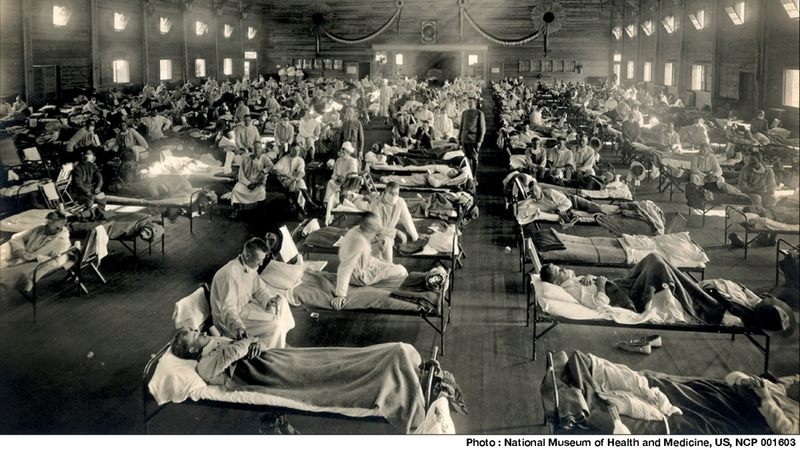 Photo : National Museum of Health and Medicine, US, NCP 001603